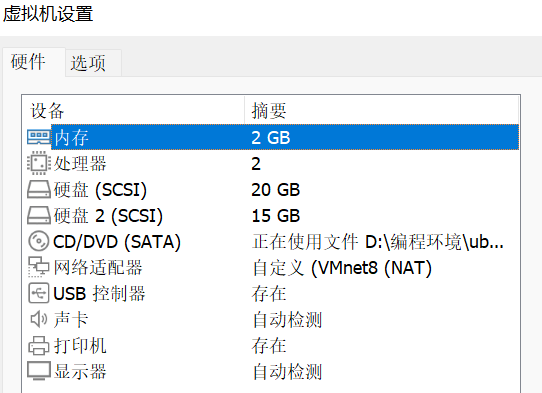 虚拟机设置
硬件 选项
设备 摘要
内存 2 GB
处理器 2
硬盘 (SCSI) 20 GB
硬盘 2 (SCSI) 15 GB
CD/DVD (SATA) 正在使用文件 D:\编程环境\ub...
网络适配器 自定义 (VMnet8 (NAT)
USB 控制器 存在
声卡 自动检测
打印机 存在
显示器 自动检测